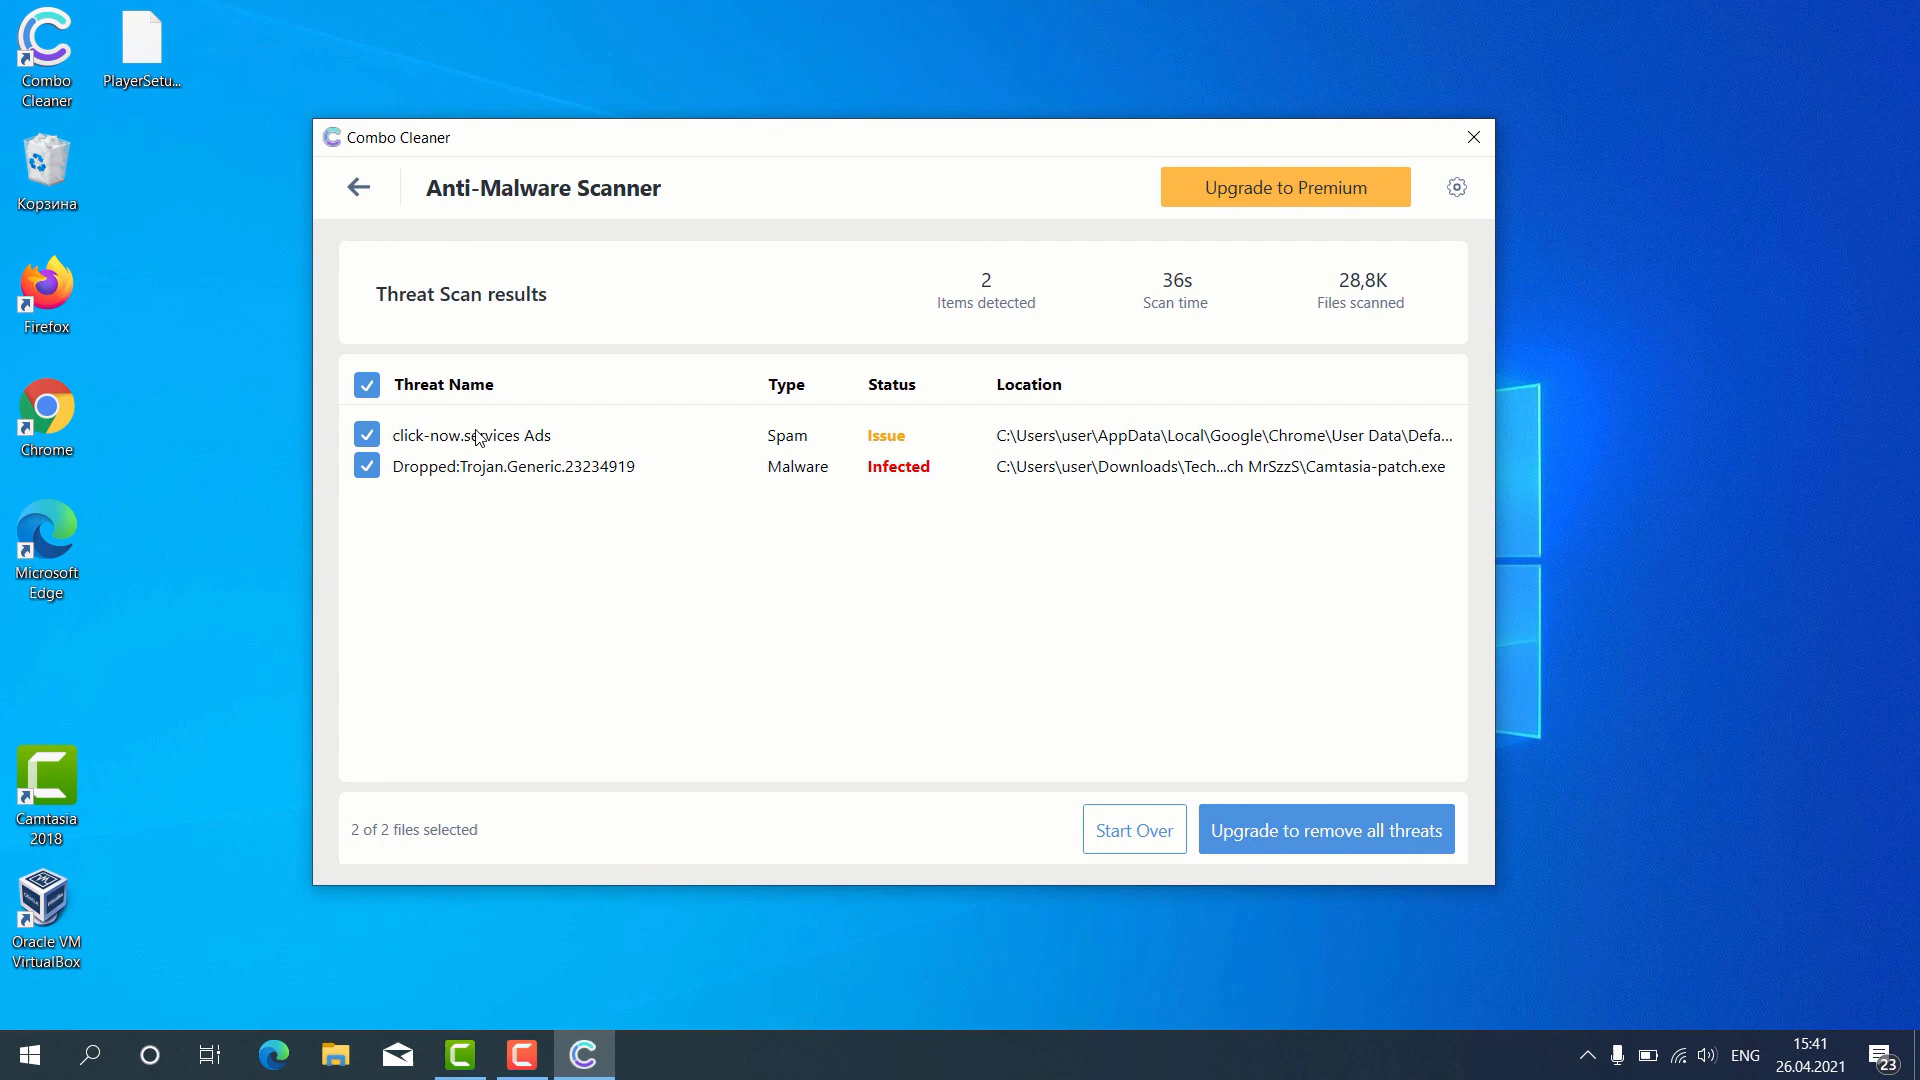 Combo
Cleaner
PlayerSetu...
Корзина
Firefox
Chrome
Microsoft
Edge
Camtasia
2018
Oracle VM
VirtualBox
Combo Cleaner
Anti-Malware Scanner
Upgrade to Premium
Threat Scan results
2
Items detected
36s
Scan time
28,8K
Files scanned
Threat Name Type Status Location
click-now.services Ads Spam Issue C:\Users\user\AppData\Local\Google\Chrome\User Data\Defa...
Dropped:Trojan.Generic.23234919 Malware Infected C:\Users\user\Downloads\Tech...ch MrSzzS\Camtasia-patch.exe
2 of 2 files selected
Start Over
Upgrade to remove all threats
ENG
15:41
26.04.2021
23